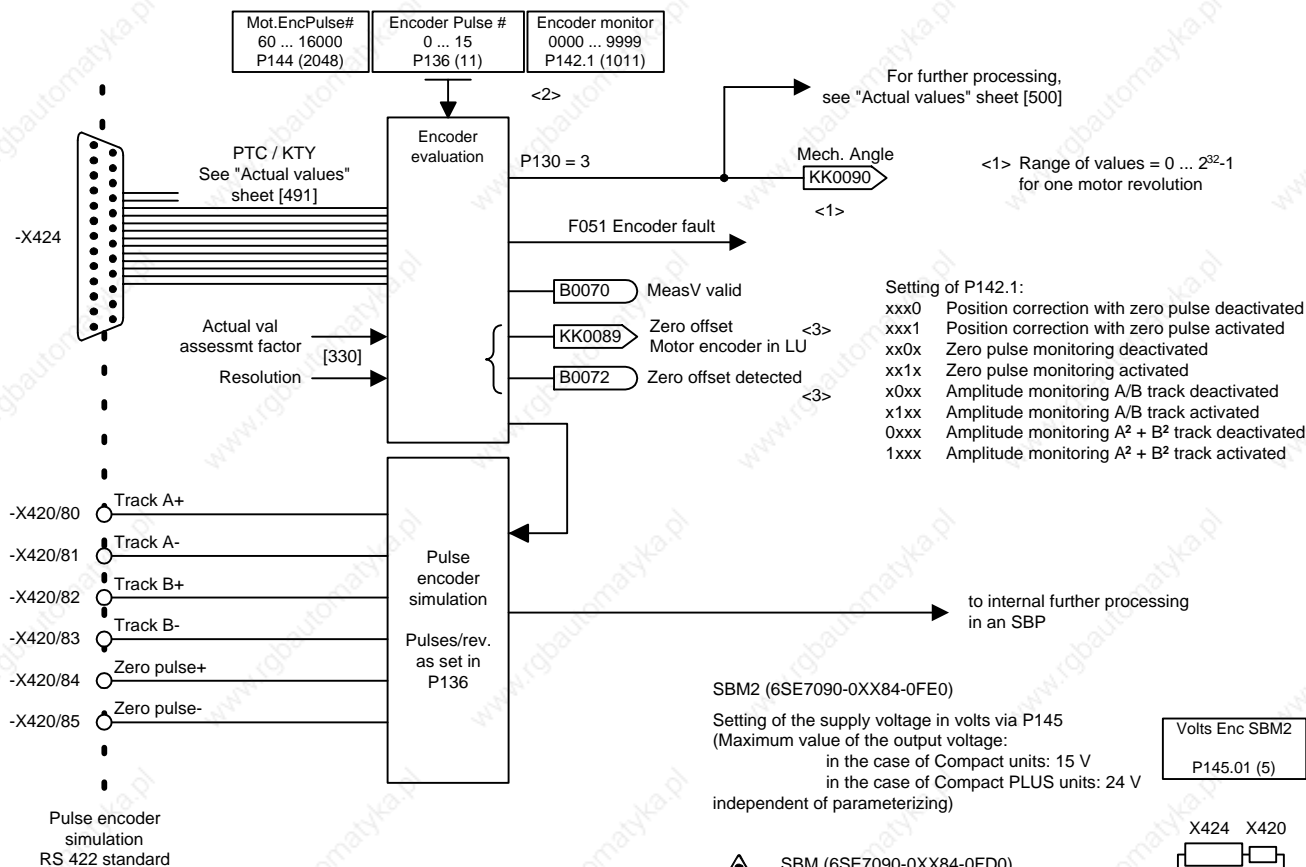 Mot.EncPulse#
60 ... 16000
P144 (2048)
Encoder Pulse #
0 ... 15
P136 (11)
Encoder monitor
0000 ... 9999
P142.1 (1011)
<2>
For further processing,
see "Actual values" sheet [500]
Encoder
evaluation
PTC / KTY
See "Actual values"
sheet [491]
P130 = 3
Mech. Angle
KK0090
<1>
<1> Range of values = 0 ... 2³²-1
for one motor revolution
-X424
F051 Encoder fault
B0070 MeasV valid
KK0089 Zero offset
Motor encoder in LU
<3>
B0072 Zero offset detected
<3>
Actual val
assessmt factor
[330]
Resolution
Setting of P142.1:
xxx0 Position correction with zero pulse deactivated
xxx1 Position correction with zero pulse activated
xx0x Zero pulse monitoring deactivated
xx1x Zero pulse monitoring activated
x0xx Amplitude monitoring A/B track deactivated
x1xx Amplitude monitoring A/B track activated
0xxx Amplitude monitoring A² + B² track deactivated
1xxx Amplitude monitoring A² + B² track activated
-X420/80 Track A+
-X420/81 Track A-
-X420/82 Track B+
-X420/83 Track B-
-X420/84 Zero pulse+
-X420/85 Zero pulse-
Pulse
encoder
simulation
Pulses/rev.
as set in
P136
to internal further processing
in an SBP
Pulse encoder
simulation
RS 422 standard
SBM2 (6SE7090-0XX84-0FE0)
Setting of the supply voltage in volts via P145
(Maximum value of the output voltage:
in the case of Compact units: 15 V
in the case of Compact PLUS units: 24 V
independent of parameterizing)
Volts Enc SBM2
P145.01 (5)
X424 X420
SBM (6SE7090-0XX84-0FD0)
www.rgbautomatyka.pl